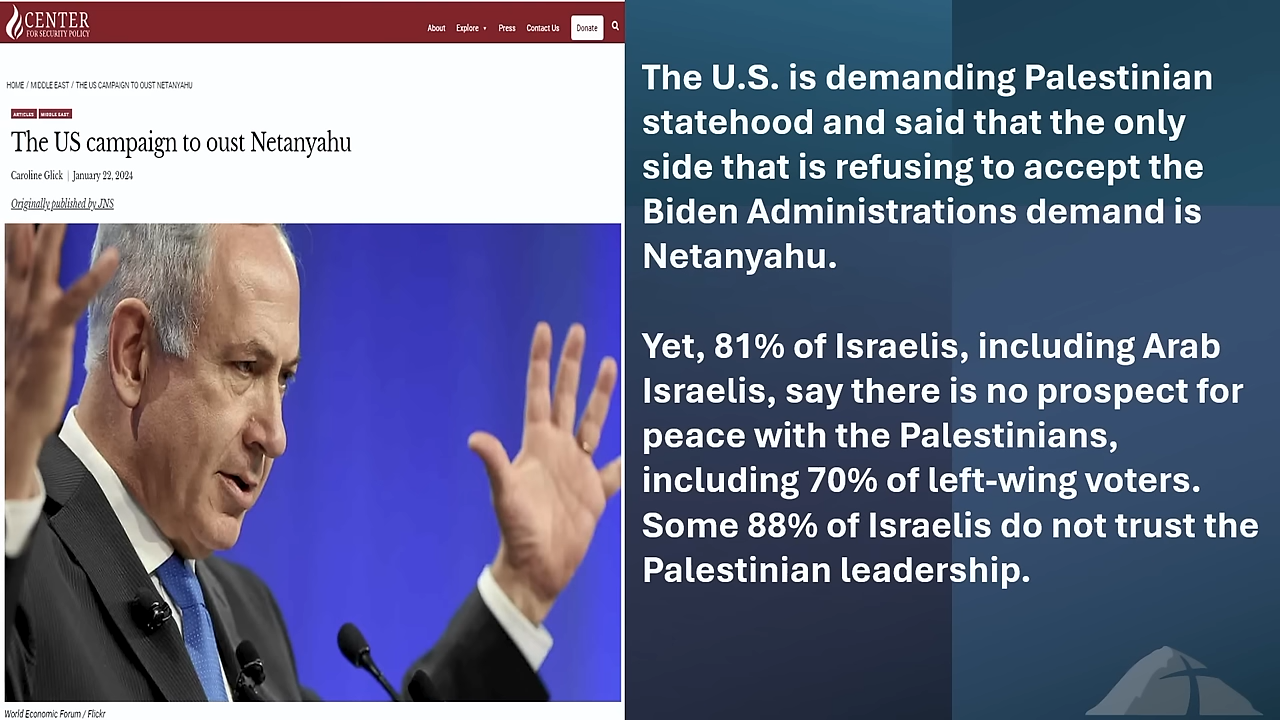 CENTER
FOR SECURITY POLICY
About Explore Press Contact Us Donate
HOME / MIDDLE EAST / THE US CAMPAIGN TO OUST NETANYAHU
ARTICLES MIDDLE EAST
The US campaign to oust Netanyahu
Caroline Glick | January 22, 2024
Originally published by JNS
World Economic Forum / Flickr
The U.S. is demanding Palestinian
statehood and said that the only
side that is refusing to accept the
Biden Administrations demand is
Netanyahu.
Yet, 81% of Israelis, including Arab
Israelis, say there is no prospect for
peace with the Palestinians,
including 70% of left-wing voters.
Some 88% of Israelis do not trust the
Palestinian leadership.